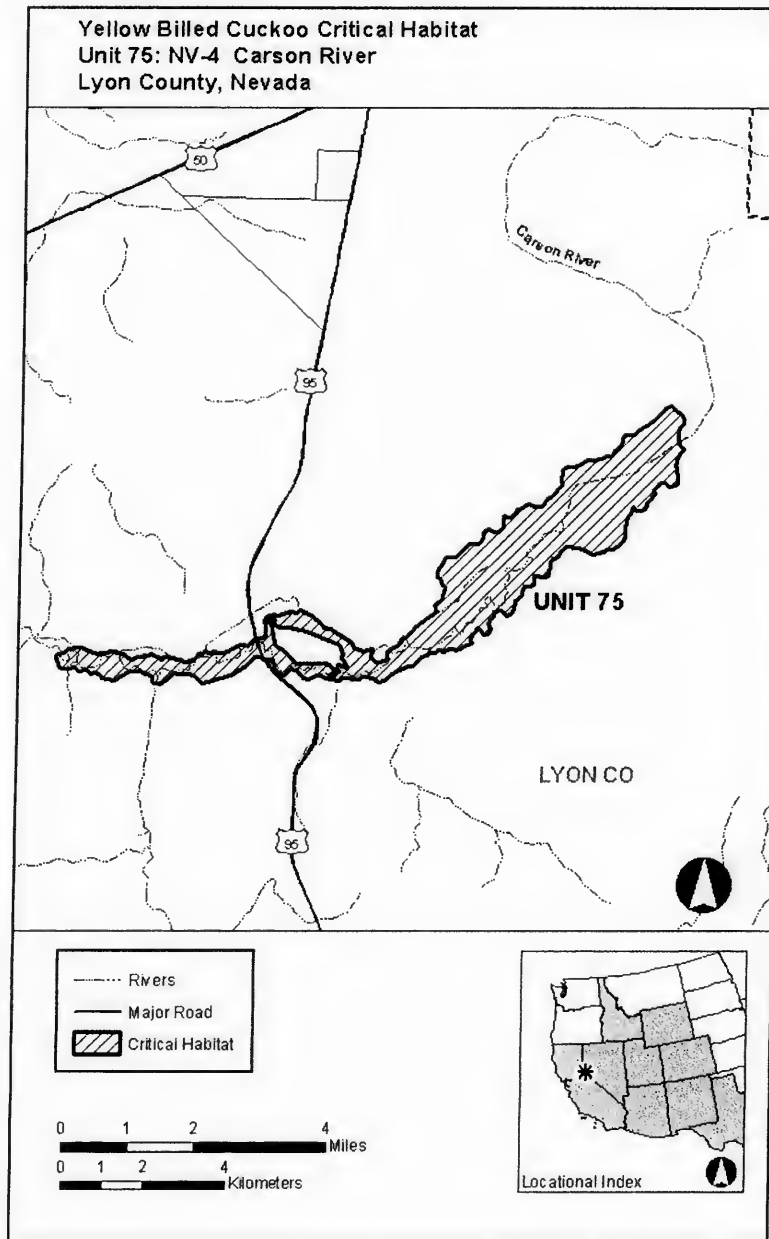 Yellow Billed Cuckoo Critical Habitat
Unit 75: NV-4 Carson River
Lyon County, Nevada
50
Carson River
95
UNIT 75
LYON CO
95
Rivers
Major Road
Critical Habitat
0 1 2 4
Miles
0 1 2 4
Kilometers
Locational Index